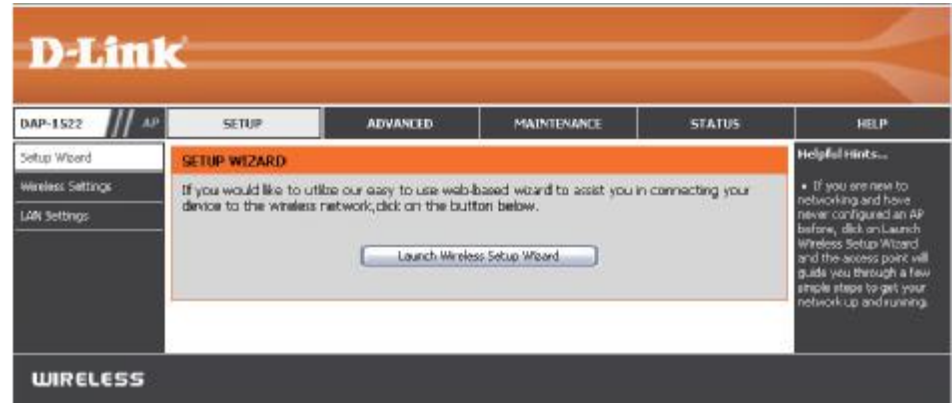 D-Link
DAP-1522 AP SETUP ADVANCED MAINTENANCE STATUS HELP
Setup Wizard
Wireless Settings
LAN Settings
SETUP WIZARD
If you would like to utilize our easy to use web-based wizard to assist you in connecting your
device to the wireless network, click on the button below.
Launch Wireless Setup Wizard
Helpful Hints...
• If you are new to
networking and have
never configured an AP
before, click on Launch
Wireless Setup Wizard
and the access point will
guide you through a few
simple steps to get your
network up and running.
WIRELESS